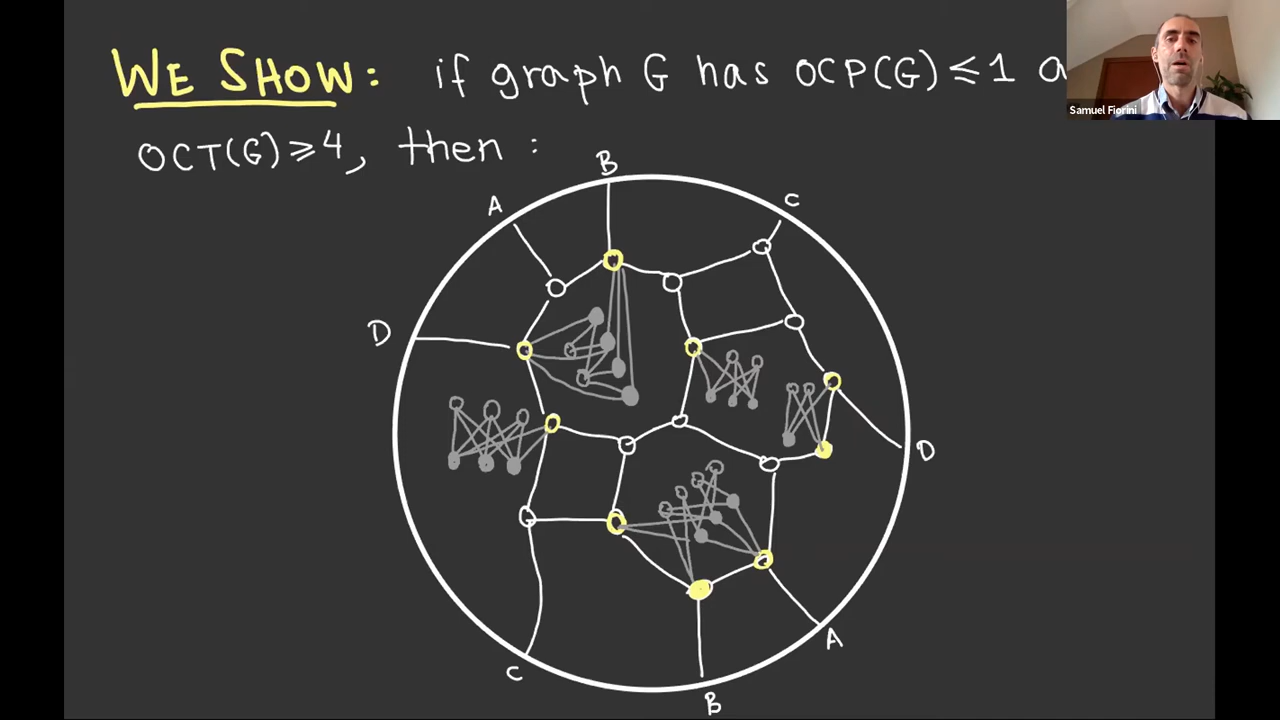 WE SHOW: if graph G has OCP(G) ⩽ 1 a
Samuel Fiorini
OCT(G) ⩾ 4, then :
B
A
C
D
D
A
C
B